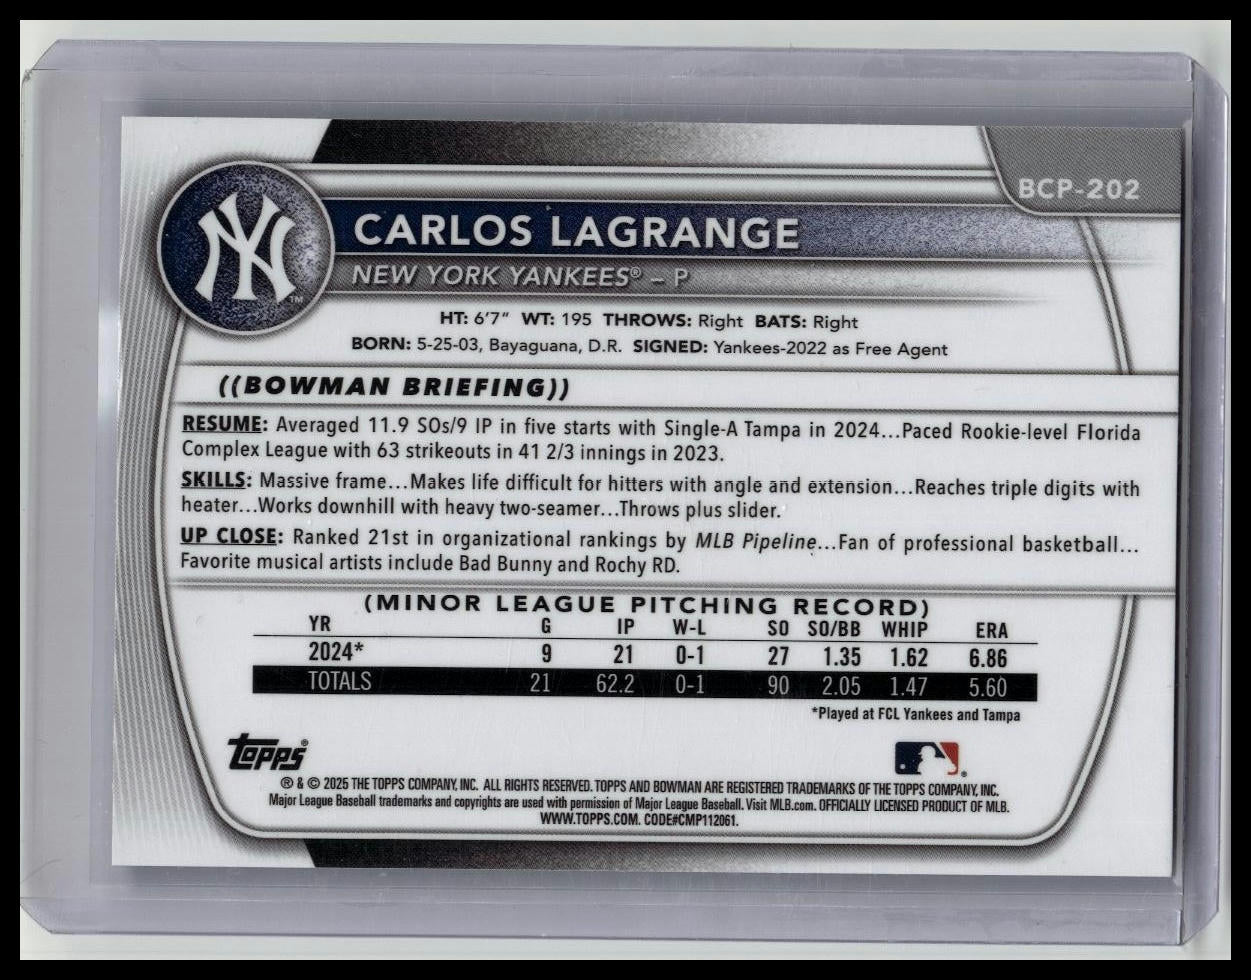 BCP-202
NY
TM
CARLOS LAGRANGE
NEW YORK YANKEES® – P
HT: 6'7" WT: 195 THROWS: Right BATS: Right
BORN: 5-25-03, Bayaguana, D.R. SIGNED: Yankees-2022 as Free Agent
((BOWMAN BRIEFING))
RESUME: Averaged 11.9 SOs/9 IP in five starts with Single-A Tampa in 2024...Paced Rookie-level Florida
Complex League with 63 strikeouts in 41 2/3 innings in 2023.
SKILLS: Massive frame...Makes life difficult for hitters with angle and extension...Reaches triple digits with
heater...Works downhill with heavy two-seamer...Throws plus slider.
UP CLOSE: Ranked 21st in organizational rankings by MLB Pipeline...Fan of professional basketball...
Favorite musical artists include Bad Bunny and Rochy RD.
(MINOR LEAGUE PITCHING RECORD)
YR G IP W-L SO SO/BB WHIP ERA
2024* 9 21 0-1 27 1.35 1.62 6.86
TOTALS 21 62.2 0-1 90 2.05 1.47 5.60
*Played at FCL Yankees and Tampa
Topps®
® & © 2025 THE TOPPS COMPANY, INC. ALL RIGHTS RESERVED. TOPPS AND BOWMAN ARE REGISTERED TRADEMARKS OF THE TOPPS COMPANY, INC.
Major League Baseball trademarks and copyrights are used with permission of Major League Baseball. Visit MLB.com. OFFICIALLY LICENSED PRODUCT OF MLB.
WWW.TOPPS.COM. CODE#CMP112061.